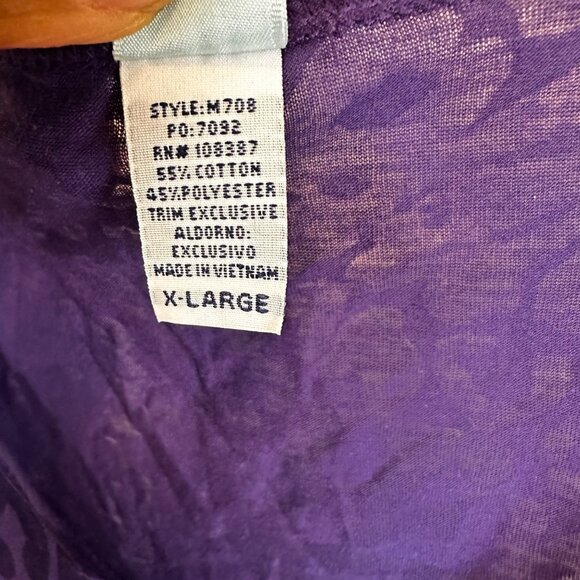 STYLE:M708
PO:7092
RN# 108387
55% COTTON
45%POLYESTER
TRIM EXCLUSIVE
ALDORNO:
EXCLUSIVO
MADE IN VIETNAM
X-LARGE